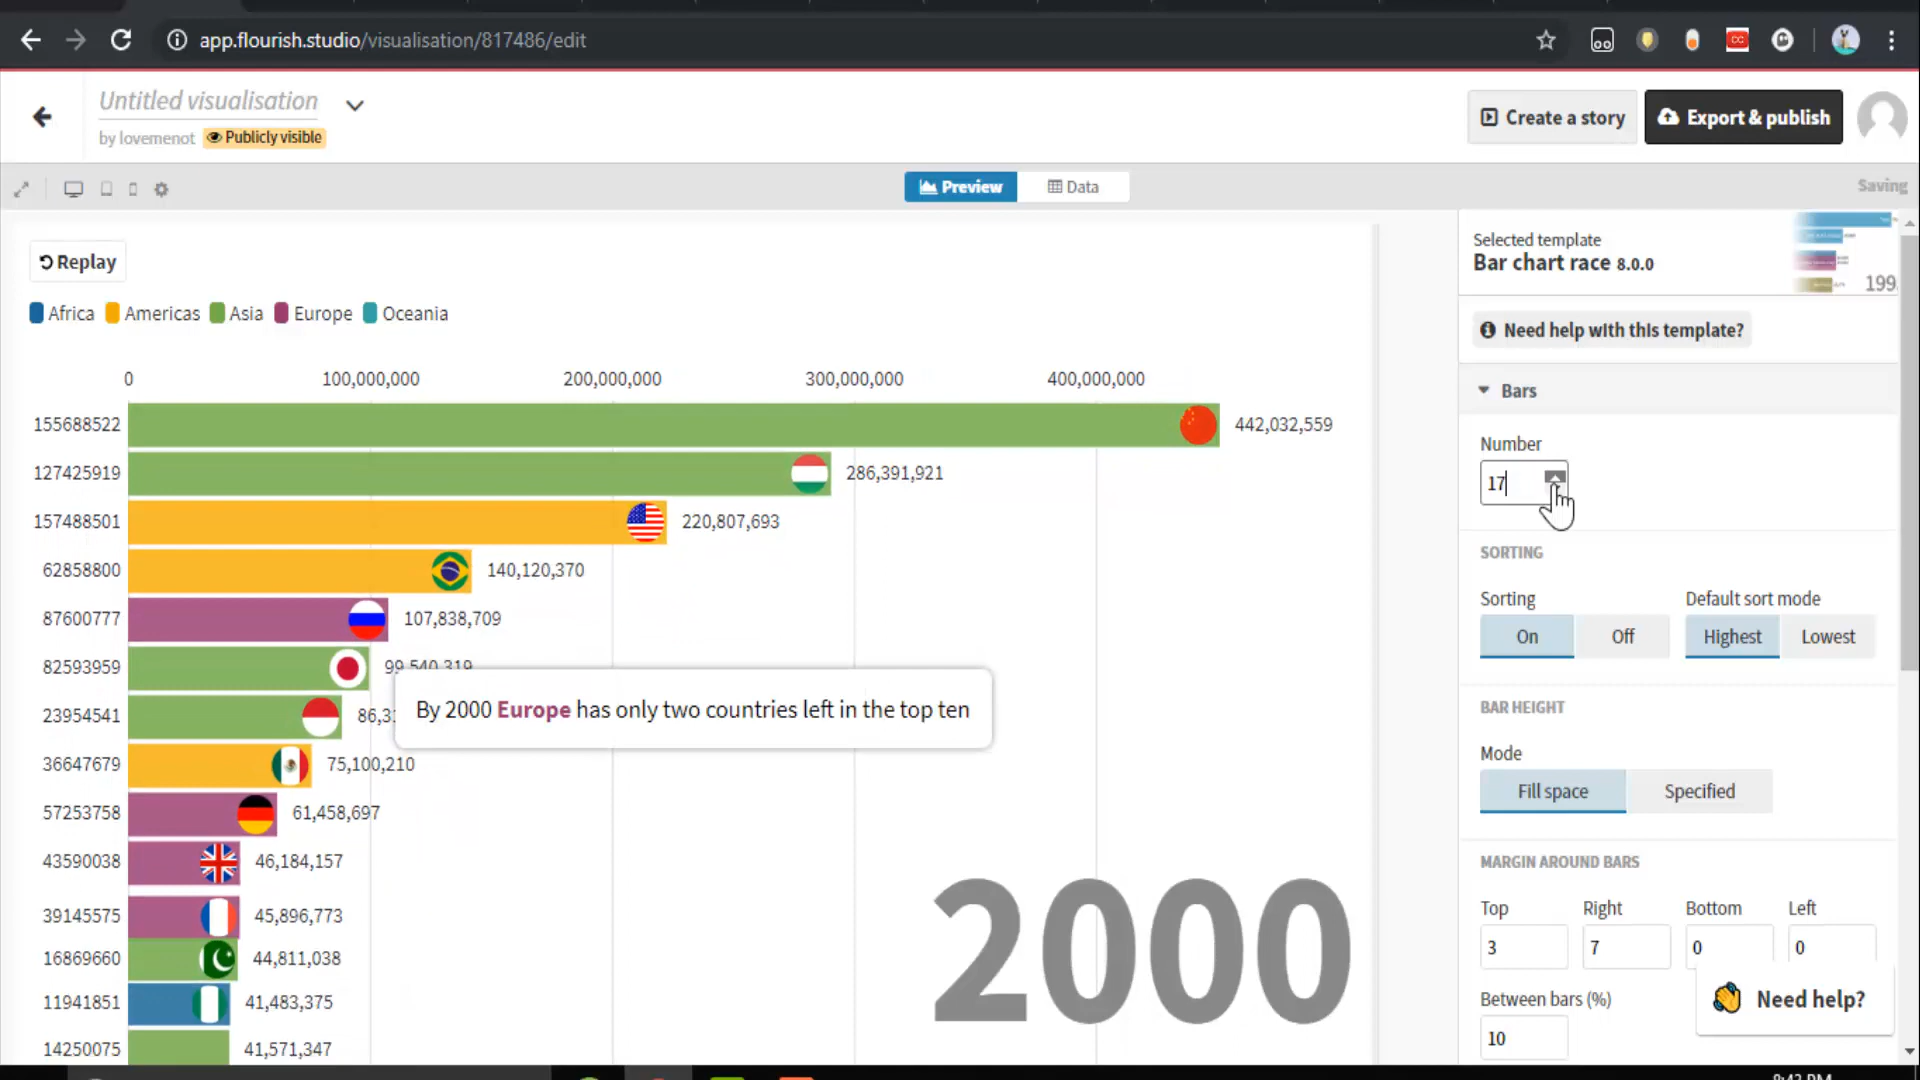 app.flourish.studio/visualisation/817486/edit
Untitled visualisation
by lovemenot Publicly visible
Create a story
Export & publish
Preview
Data
Saving
Replay
Africa Americas Asia Europe Oceania
0 100,000,000 200,000,000 300,000,000 400,000,000
155688522 442,032,559
127425919 286,391,921
157488501 220,807,693
62858800 140,120,370
87600777 107,838,709
82593959 99,540,319
23954541
36647679 75,100,210
57253758 61,458,697
43590038 46,184,157
39145575 45,896,773
16869660 44,811,038
11941851 41,483,375
14250075 41,571,347
By 2000 Europe has only two countries left in the top ten
2000
Selected template
Bar chart race 8.0.0
199
Need help with this template?
Bars
Number
17
SORTING
Sorting Default sort mode
On Off Highest Lowest
BAR HEIGHT
Mode
Fill space Specified
MARGIN AROUND BARS
Top Right Bottom Left
3 7 0 0
Between bars (%)
10
Need help?